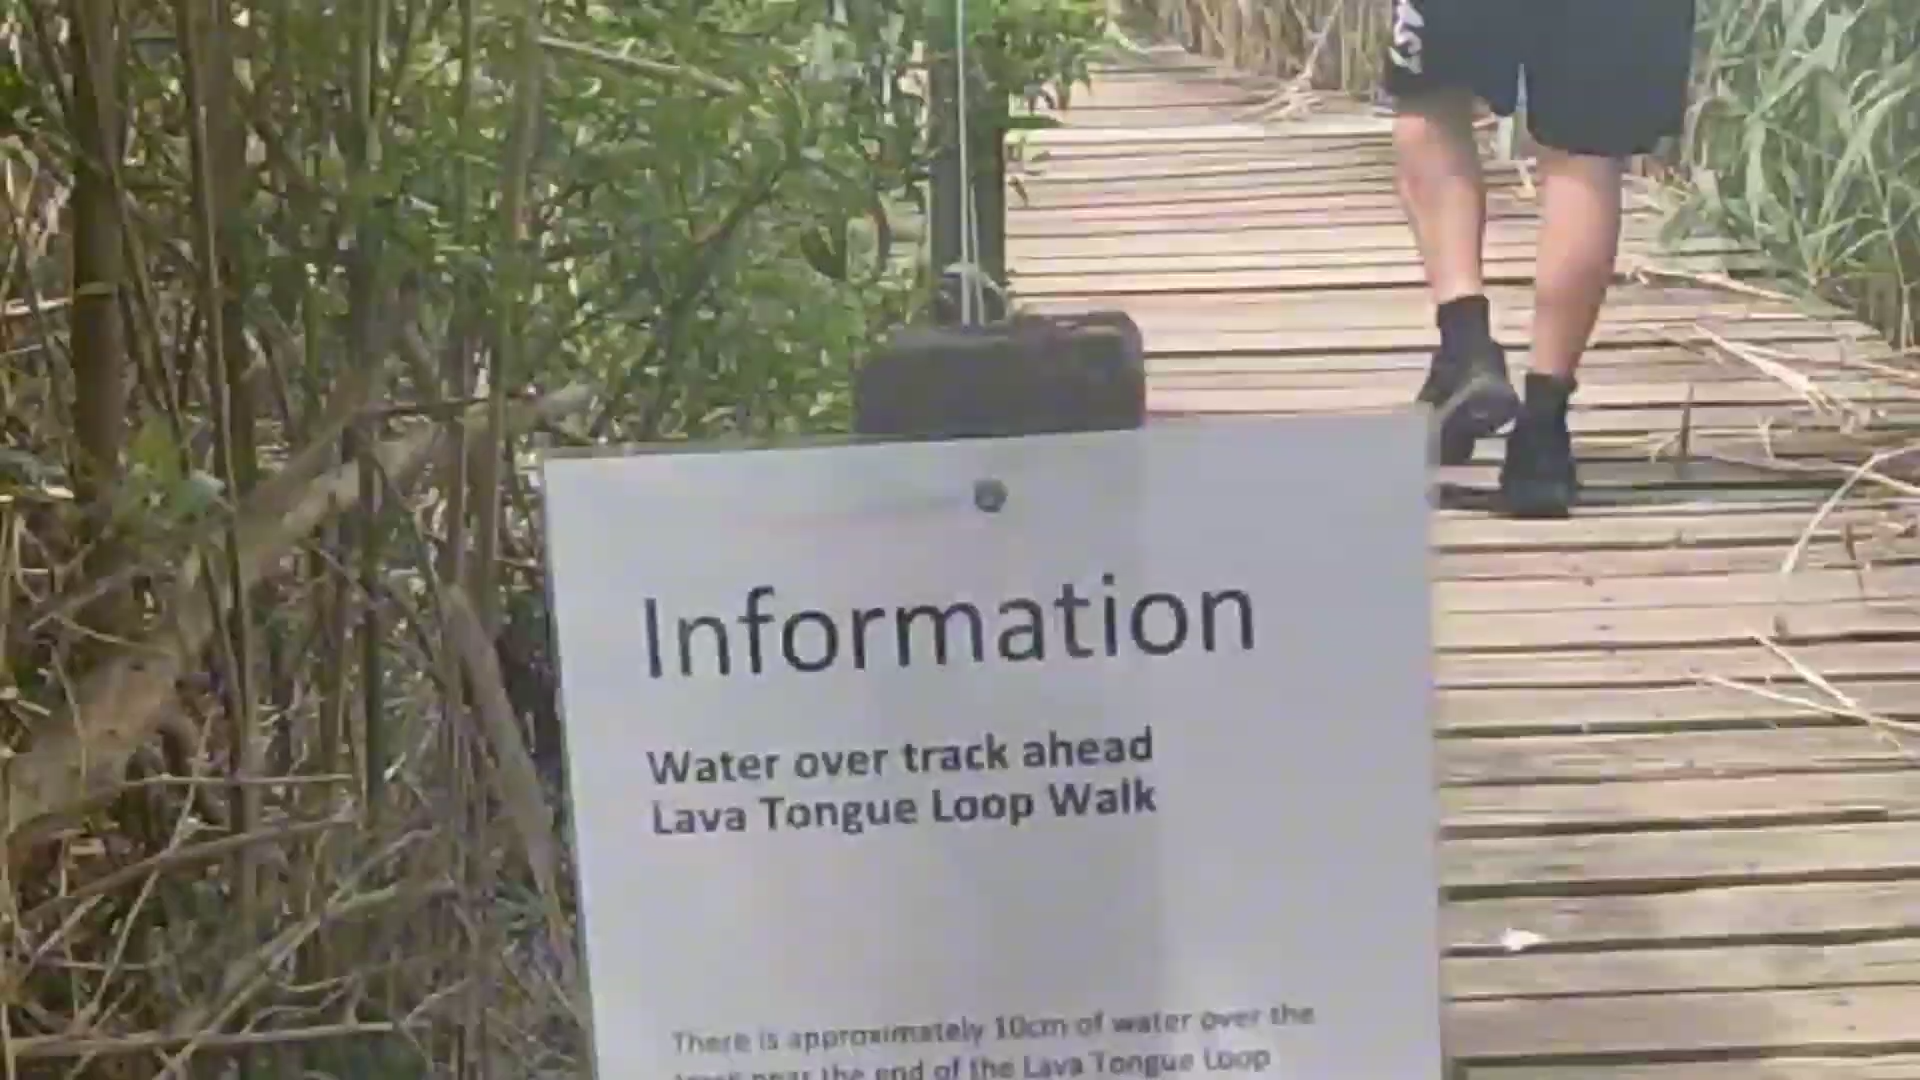 Information
Water over track ahead
Lava Tongue Loop Walk
There is approximately 10cm of water over the
near the end of the Lava Tongue Loop